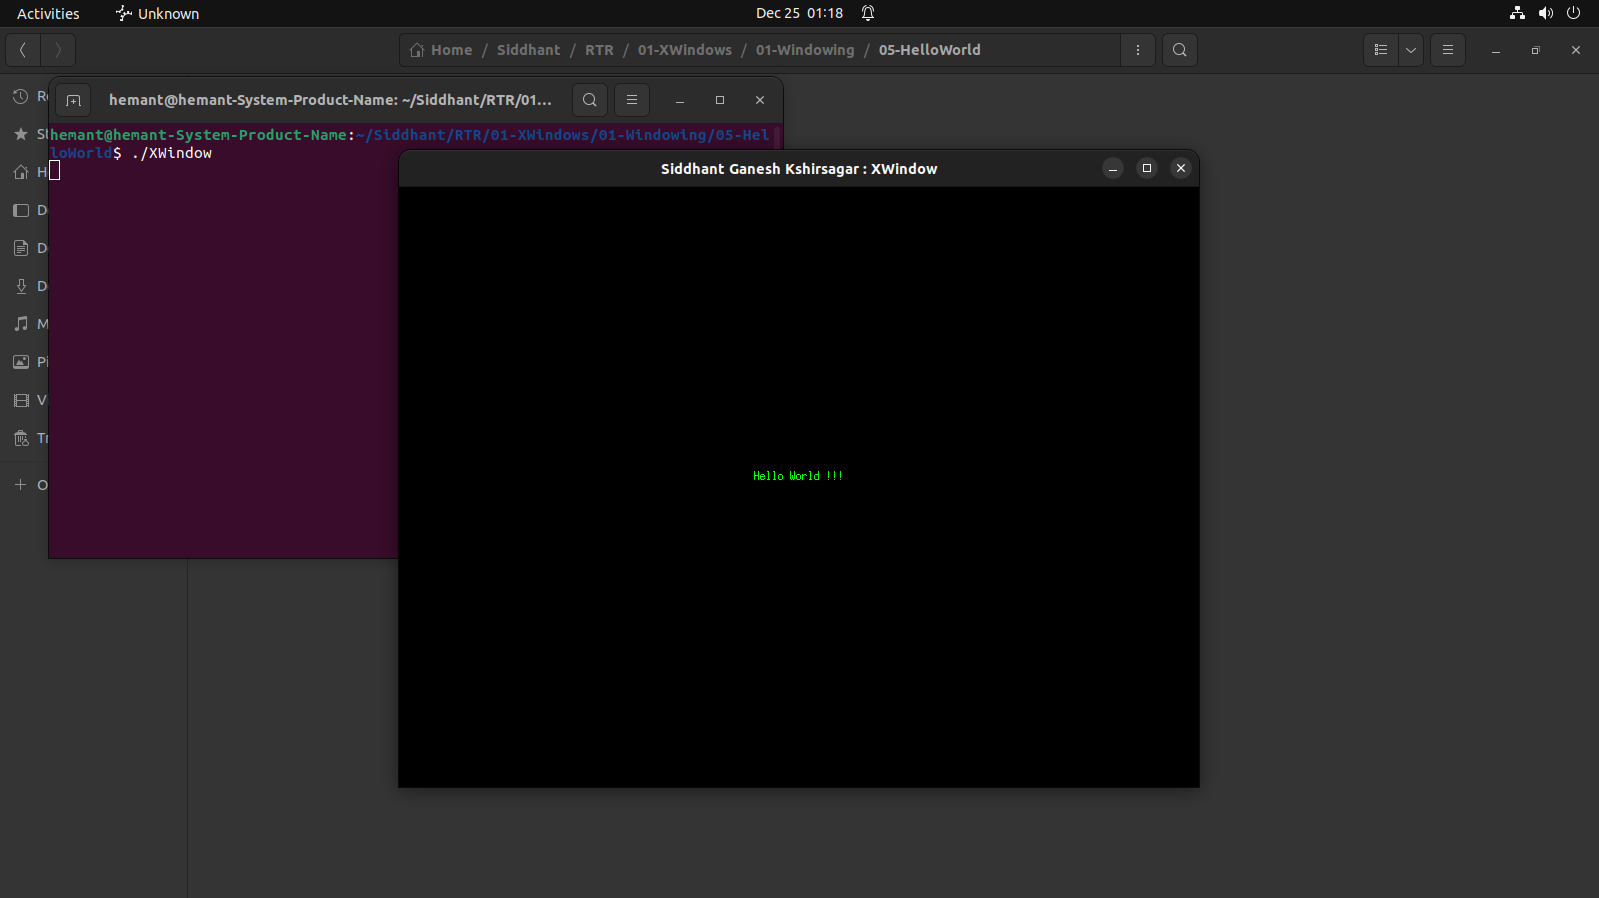 Activities Unknown Dec 25 01:18
Home / Siddhant / RTR / 01-XWindows / 01-Windowing / 05-HelloWorld
hemant@hemant-System-Product-Name: ~/Siddhant/RTR/01...
hemant@hemant-System-Product-Name:~/Siddhant/RTR/01-XWindows/01-Windowing/05-Hel
loWorld$ ./XWindow
Siddhant Ganesh Kshirsagar : XWindow
Hello World !!!